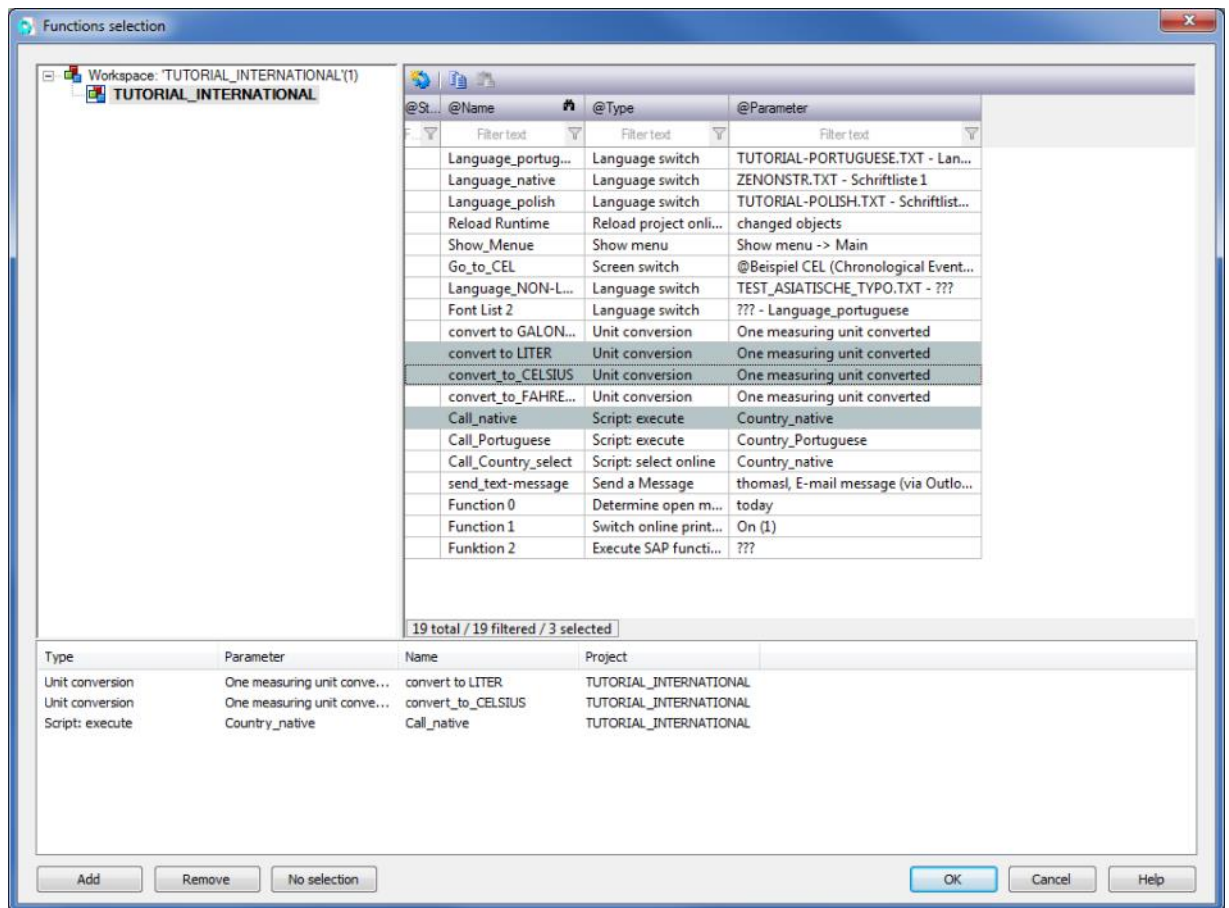 Functions selection
Workspace: 'TUTORIAL_INTERNATIONAL'(1)
TUTORIAL_INTERNATIONAL
@St... @Name @Type @Parameter
F... Filter text Filter text Filter text
Language_portug... Language switch TUTORIAL-PORTUGUESE.TXT - Lan...
Language_native Language switch ZENONSTR.TXT - Schriftliste 1
Language_polish Language switch TUTORIAL-POLISH.TXT - Schriftlist...
Reload Runtime Reload project onli... changed objects
Show_Menue Show menu Show menu -> Main
Go_to_CEL Screen switch @Beispiel CEL (Chronological Event...
Language_NON-L... Language switch TEST_ASIATISCHE_TYPO.TXT - ???
Font List 2 Language switch ??? - Language_portuguese
convert to GALON... Unit conversion One measuring unit converted
convert to LITER Unit conversion One measuring unit converted
convert_to_CELSIUS Unit conversion One measuring unit converted
convert_to_FAHRE... Unit conversion One measuring unit converted
Call_native Script: execute Country_native
Call_Portuguese Script: execute Country_Portuguese
Call_Country_select Script: select online Country_native
send_text-message Send a Message thomasl, E-mail message (via Outlo...
Function 0 Determine open m... today
Function 1 Switch online print... On (1)
Funktion 2 Execute SAP functi... ???
19 total / 19 filtered / 3 selected
Type Parameter Name Project
Unit conversion One measuring unit conve... convert to LITER TUTORIAL_INTERNATIONAL
Unit conversion One measuring unit conve... convert_to_CELSIUS TUTORIAL_INTERNATIONAL
Script: execute Country_native Call_native TUTORIAL_INTERNATIONAL
Add Remove No selection OK Cancel Help